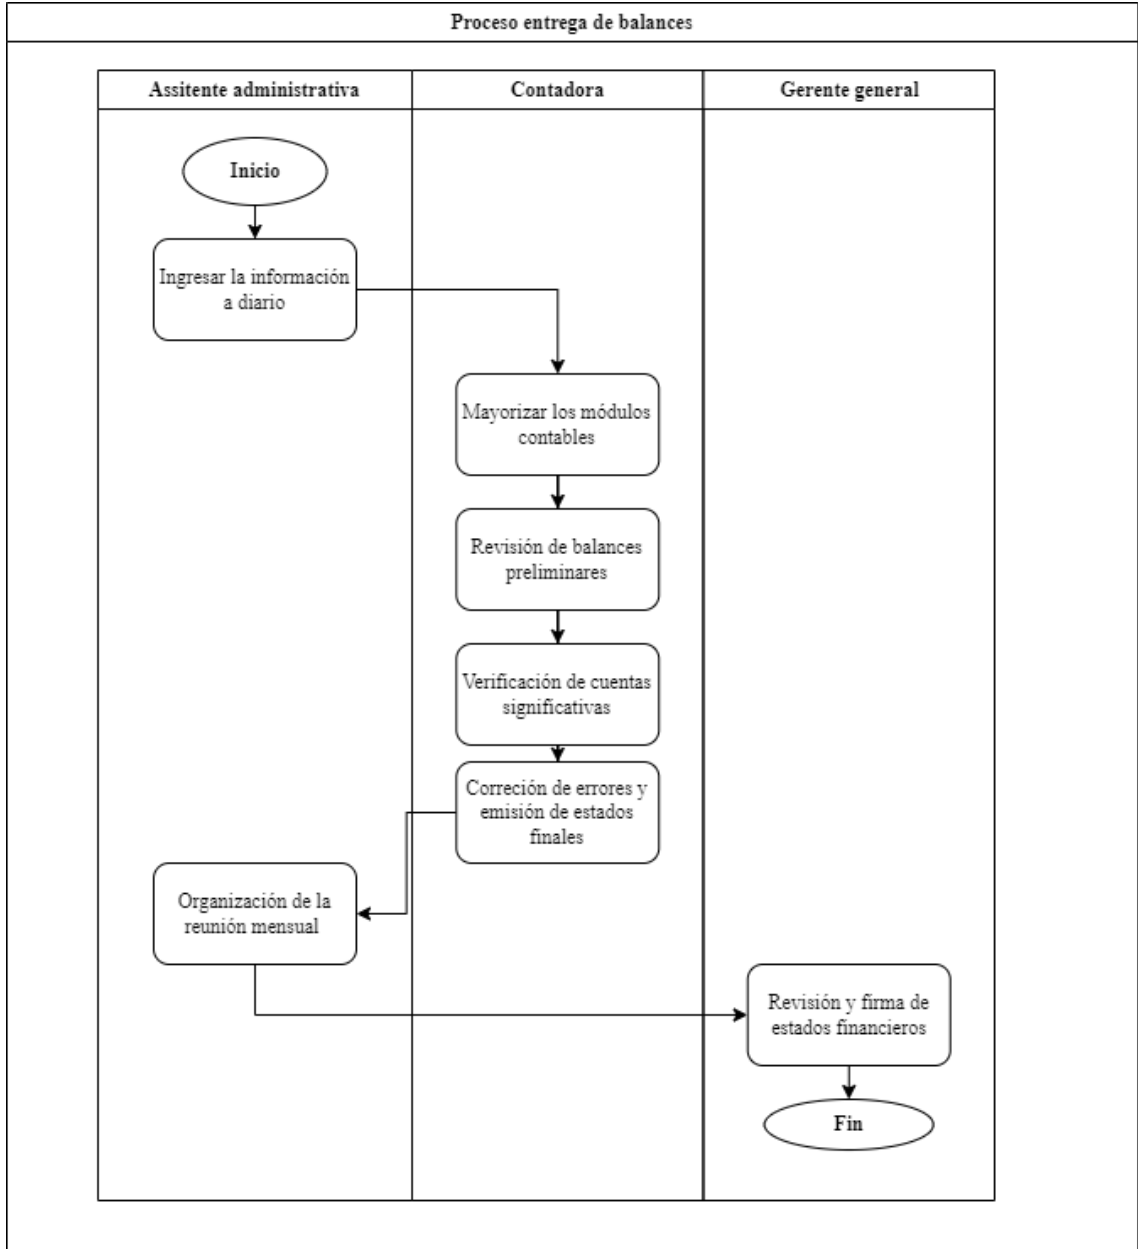 Proceso entrega de balances
Assitente administrativa
Contadora
Gerente general
Inicio
Ingresar la información
a diario
Mayorizar los módulos
contables
Revisión de balances
preliminares
Verificación de cuentas
significativas
Correción de errores y
emisión de estados
finales
Organización de la
reunión mensual
Revisión y firma de
estados financieros
Fin